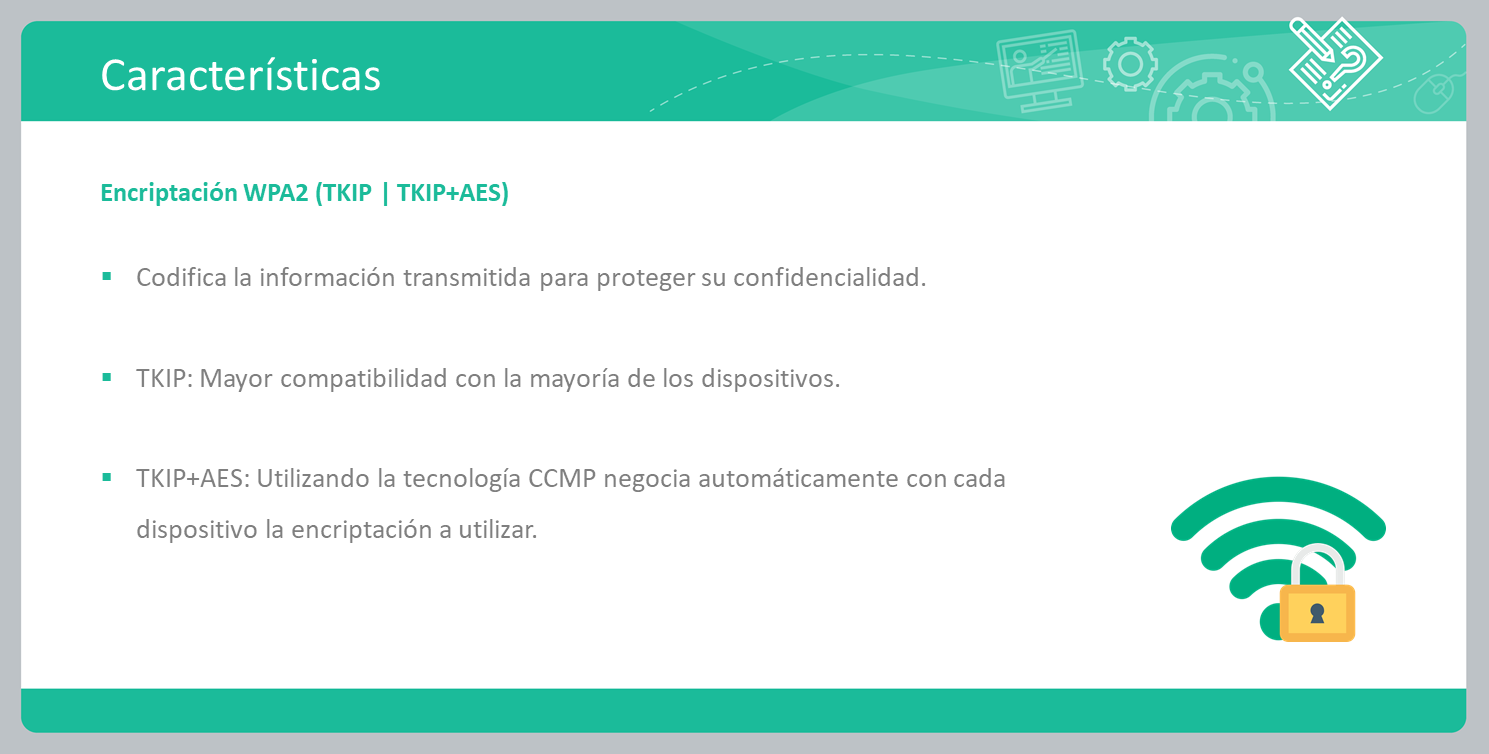 Características
Encriptación WPA2 (TKIP | TKIP+AES)
▪ Codifica la información transmitida para proteger su confidencialidad.
▪ TKIP: Mayor compatibilidad con la mayoría de los dispositivos.
▪ TKIP+AES: Utilizando la tecnología CCMP negocia automáticamente con cada
dispositivo la encriptación a utilizar.